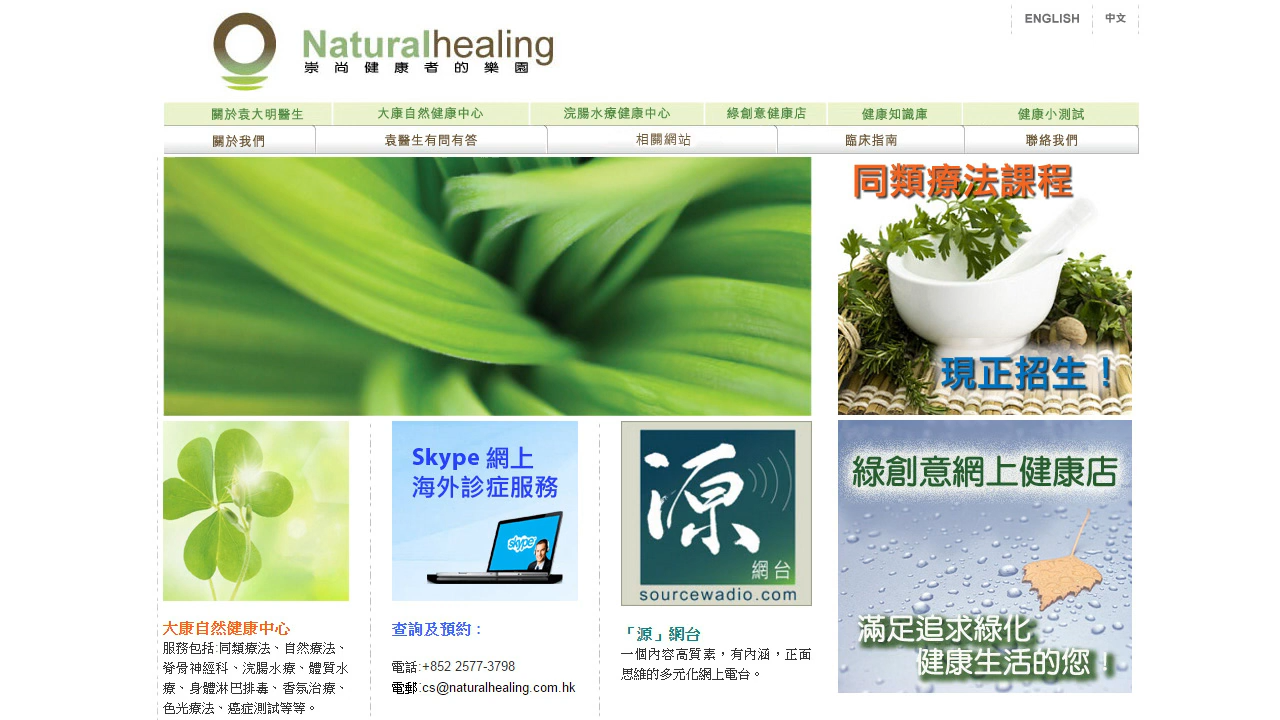 ENGLISH 中文
Naturalhealing
崇尚健康者的樂園
關於袁大明醫生 大康自然健康中心 浣腸水療健康中心 綠創意健康店 健康知識庫 健康小測試
關於我們 袁醫生有問有答 相關網站 臨床指南 聯絡我們
同類療法課程
現正招生！
Skype 網上
海外診症服務
skype
源
網台
sourcewadio.com
綠創意網上健康店
滿足追求綠化
健康生活的您！
大康自然健康中心
服務包括:同類療法、自然療法、
脊骨神經科、浣腸水療、體質水
療、身體淋巴排毒、香氛治療、
色光療法、癌症測試等等。
查詢及預約：
電話:+852 2577-3798
電郵:cs@naturalhealing.com.hk
「源」網台
一個內容高質素，有內涵，正面
思維的多元化網上電台。